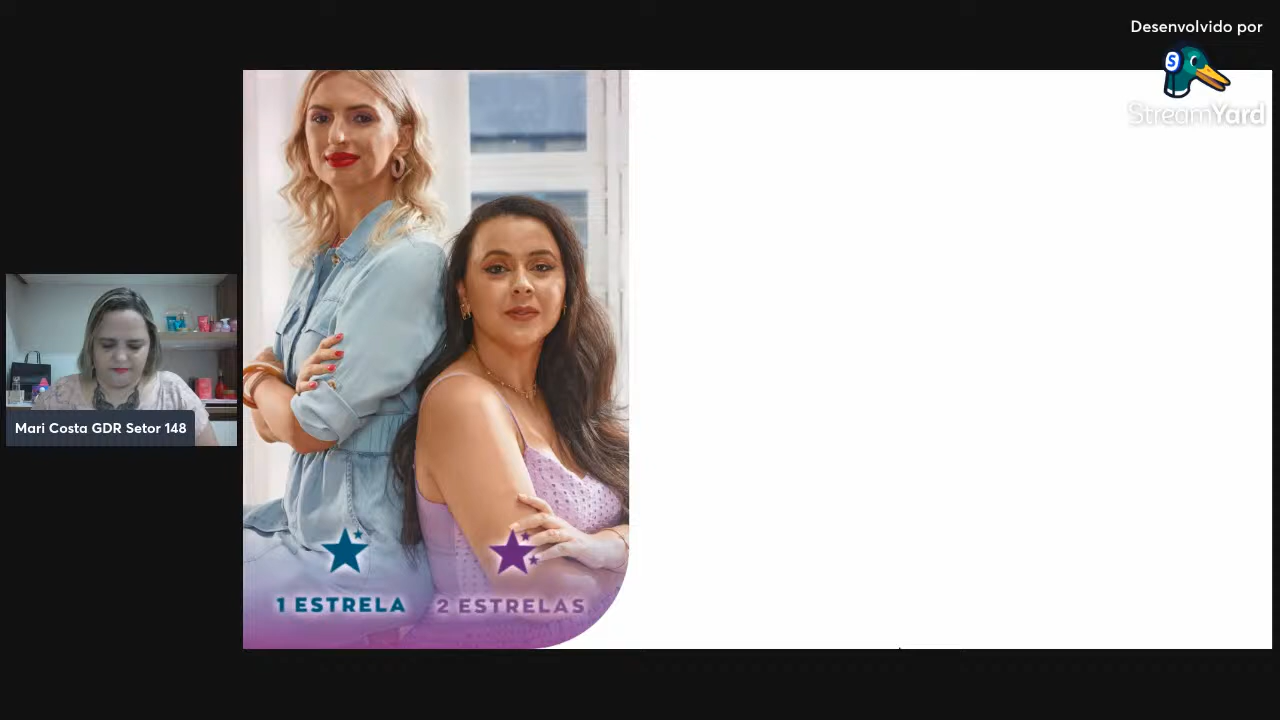 Desenvolvido por
S
StreamYard
Mari Costa GDR Setor 148
1 ESTRELA
2 ESTRELAS